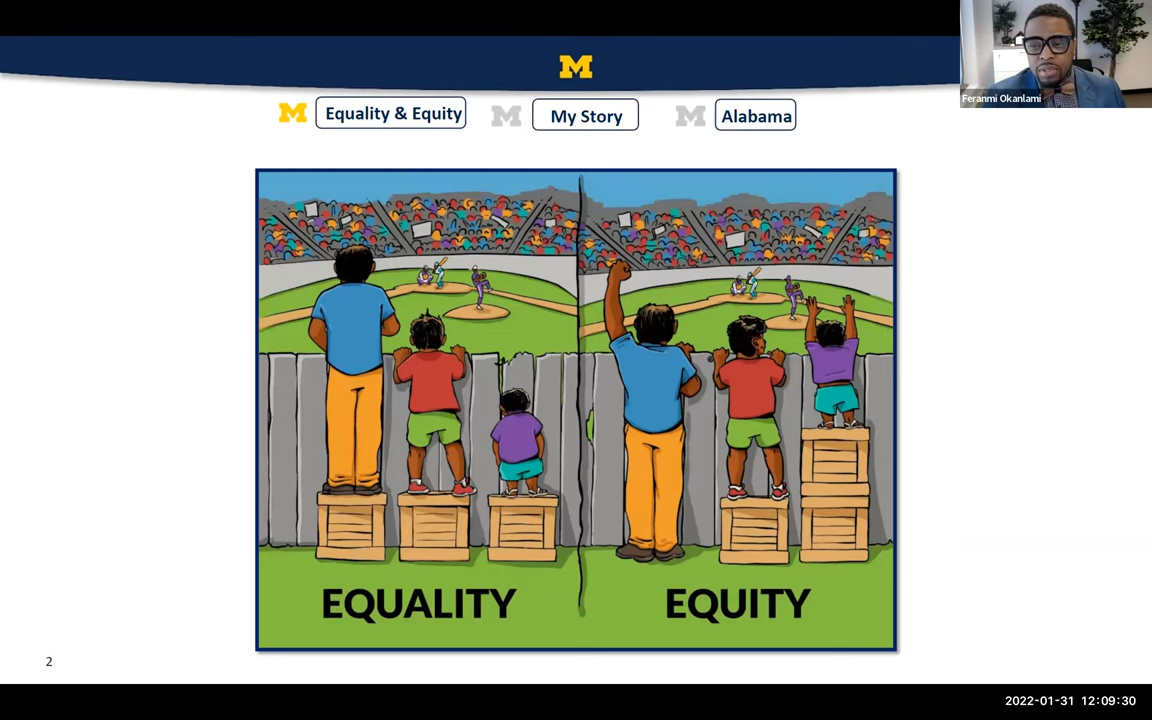 M
Feranmi Okanlami
M Equality & Equity M My Story M Alabama
EQUALITY EQUITY
2
2022-01-31 12:09:30